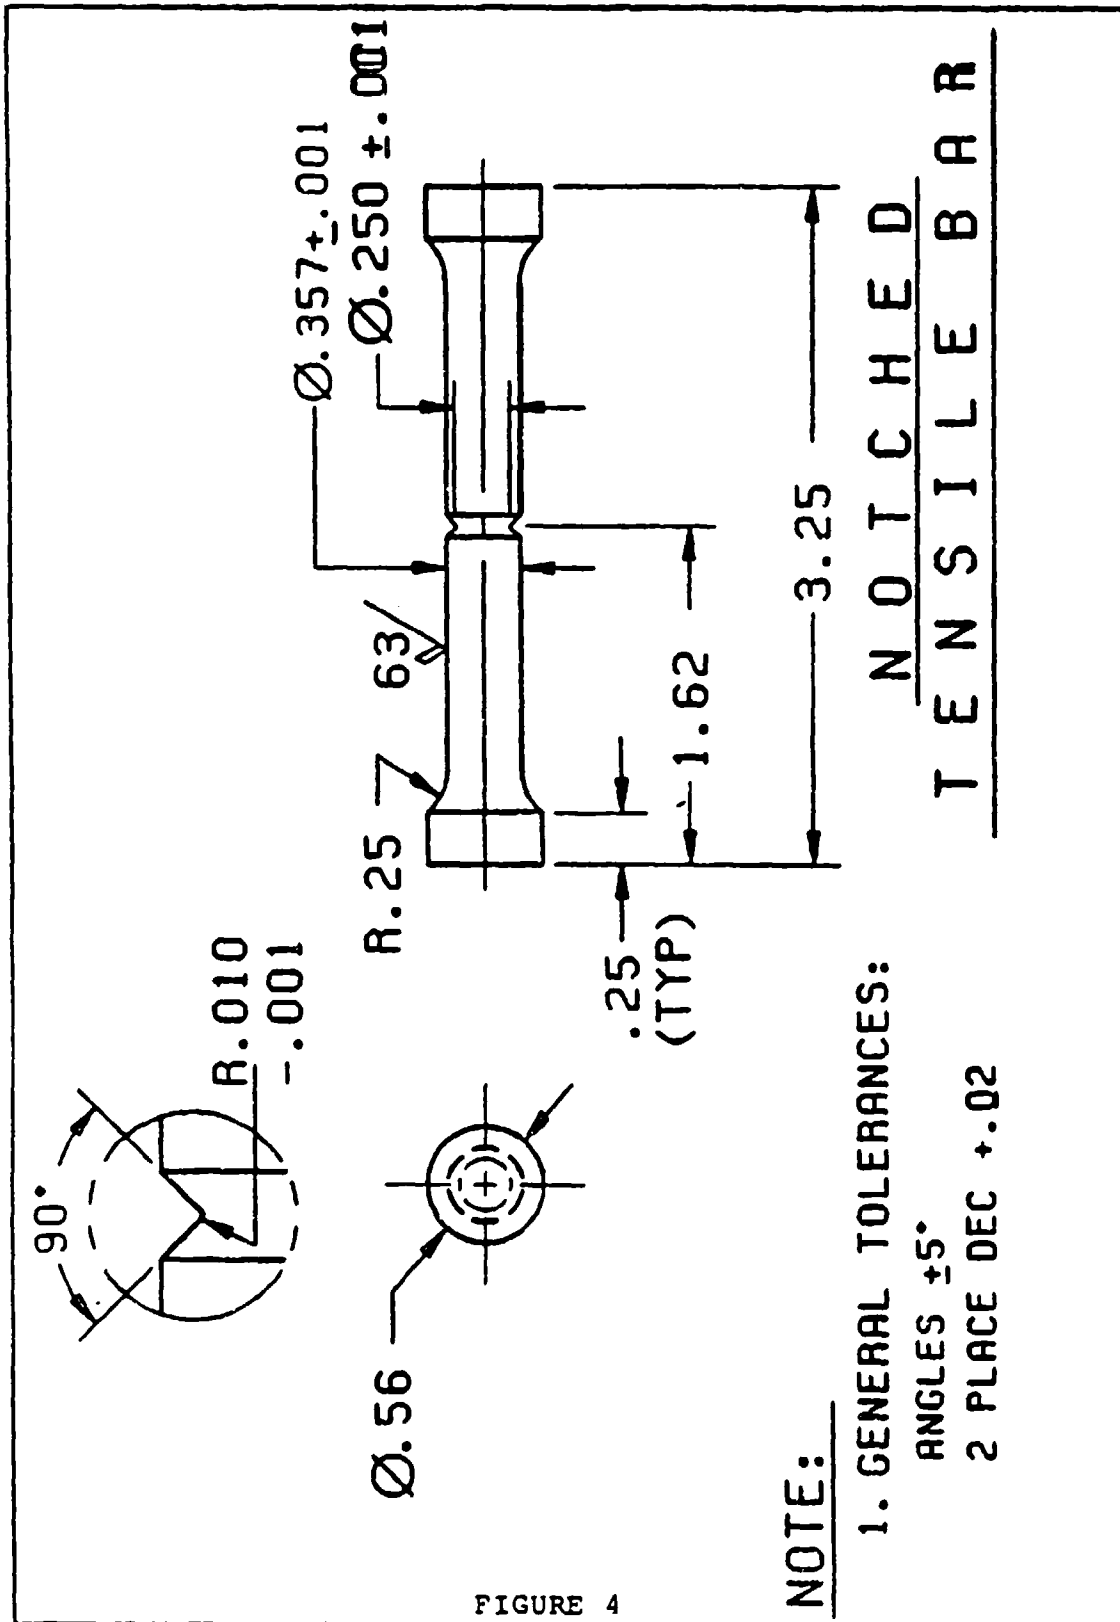 90°
R.010
-.001
Ø.56
R.25
63
Ø.357±.001
Ø.250 ±.001
.25
(TYP)
1.62
3.25
NOTCHED
TENSILE BAR
NOTE:
1. GENERAL TOLERANCES:
ANGLES ±5°
2 PLACE DEC +.02
FIGURE 4